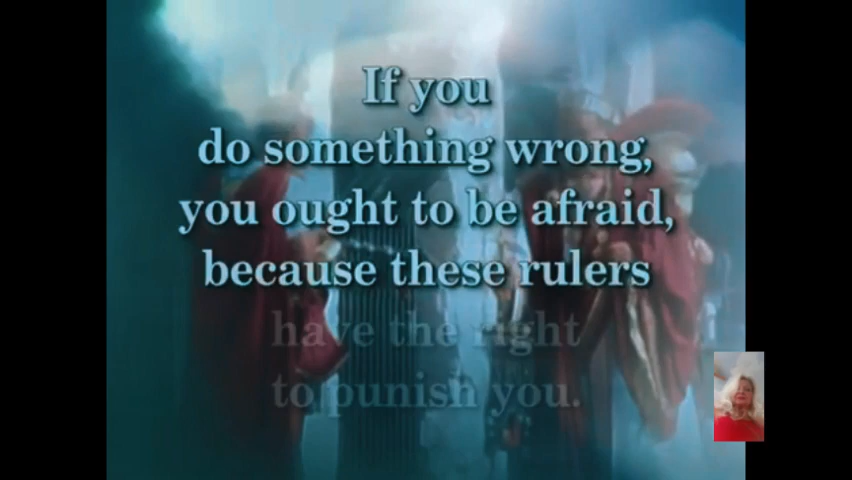 If you
do something wrong,
you ought to be afraid,
because these rulers
have the right
to punish you.